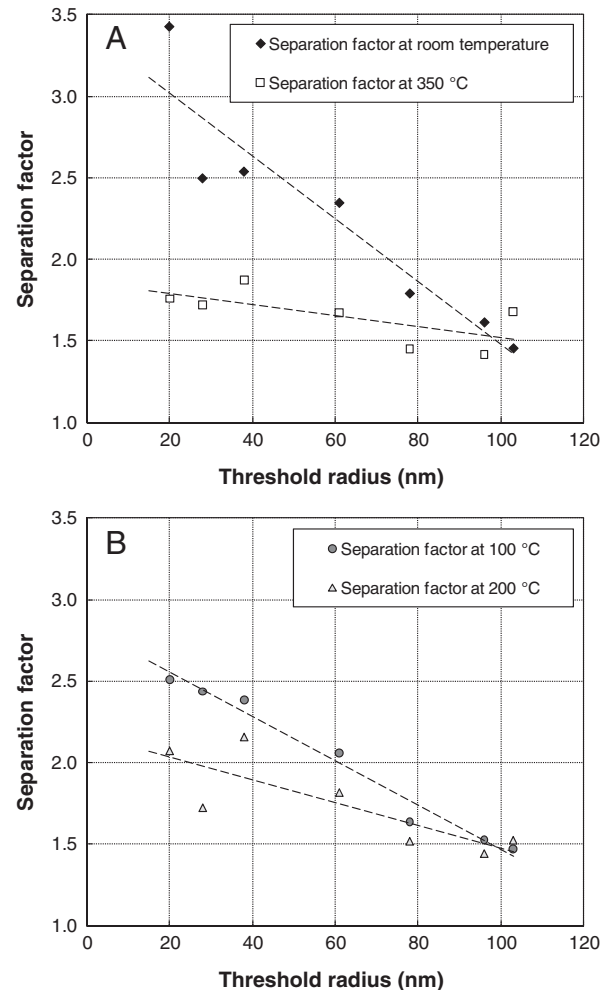 A
Separation factor at room temperature
Separation factor at 350 °C
3.5
3.0
2.5
2.0
1.5
1.0
Separation factor
0 20 40 60 80 100 120
Threshold radius (nm)
B
Separation factor at 100 °C
Separation factor at 200 °C
3.5
3.0
2.5
2.0
1.5
1.0
Separation factor
0 20 40 60 80 100 120
Threshold radius (nm)